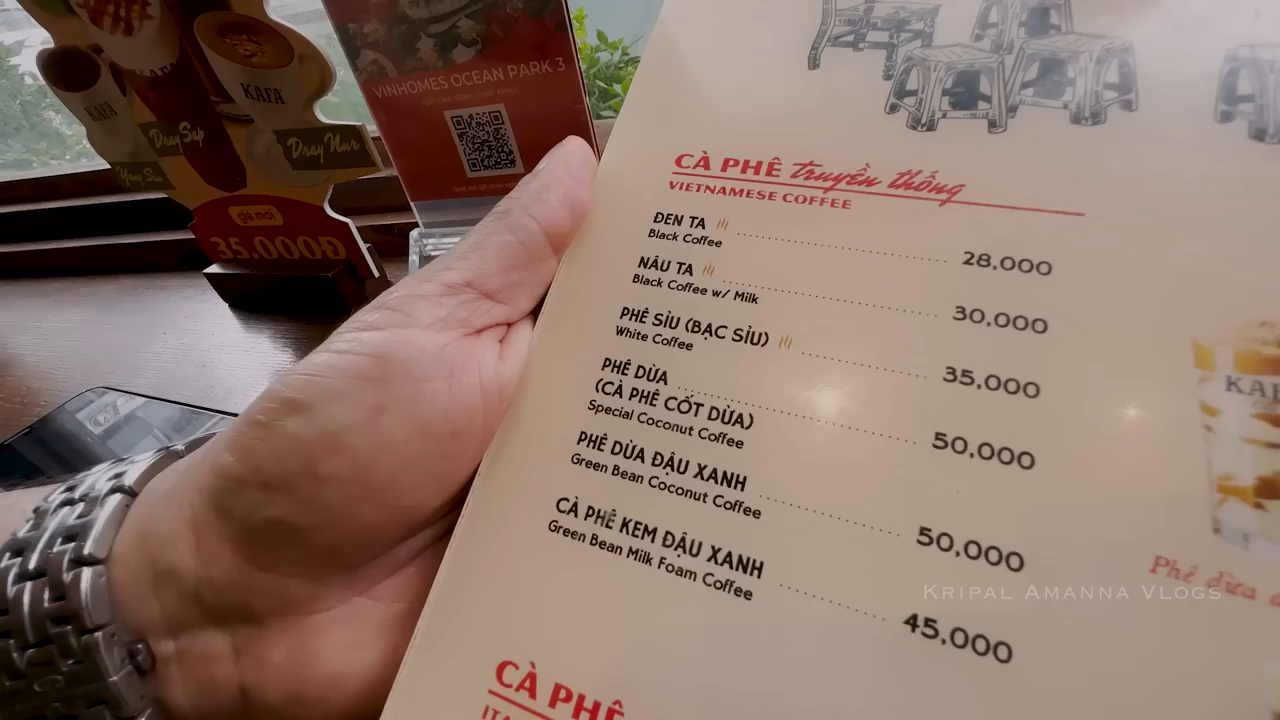 KAFA
KAFA
Dray Sap
Dray Nur
giá mới
35.000Đ
VINHOMES OCEAN PARK 3
CÀ PHÊ truyền thống
VIETNAMESE COFFEE
ĐEN TA 28,000
Black Coffee
NÂU TA 30,000
Black Coffee w/ Milk
PHÊ SỈU (BẠC SỈU) 35,000
White Coffee
PHÊ DỪA
(CÀ PHÊ CỐT DỪA) 50,000
Special Coconut Coffee
PHÊ DỪA ĐẬU XANH 50,000
Green Bean Coconut Coffee
CÀ PHÊ KEM ĐẬU XANH 45,000
Green Bean Milk Foam Coffee
Phê dừa
KRIPAL AMANNA VLOGS
CÀ PHÊ